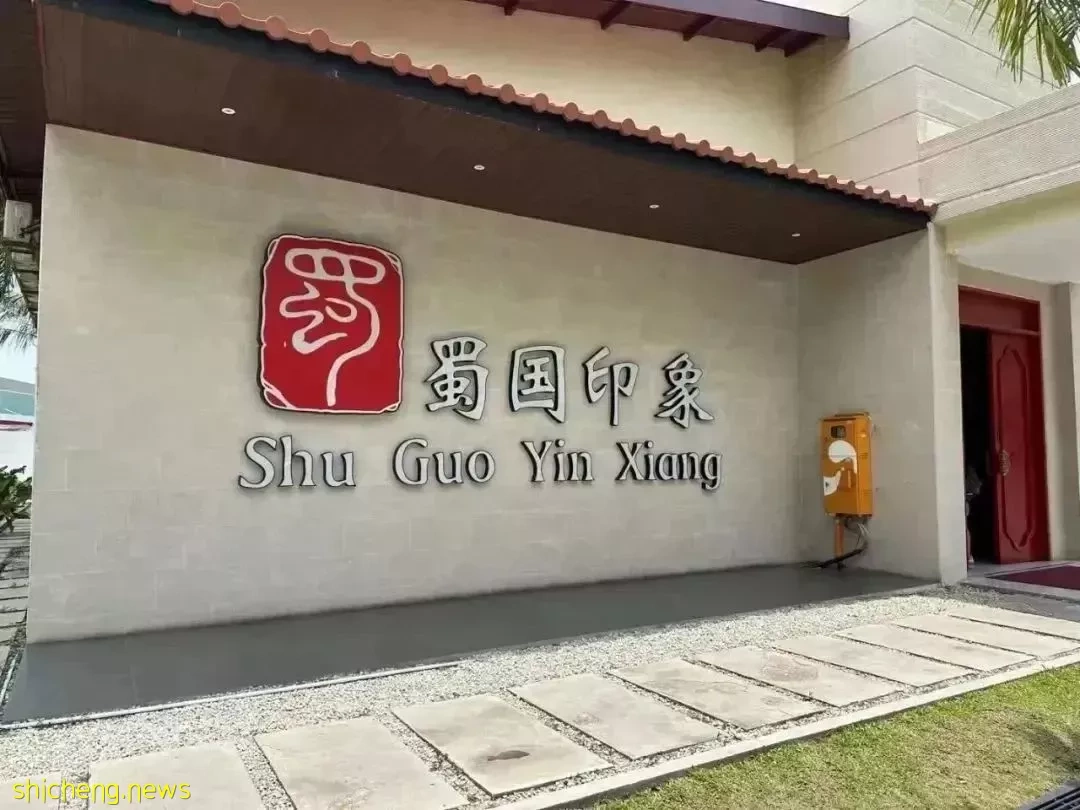 蜀
蜀国印象
Shu Guo Yin Xiang
shicheng.news